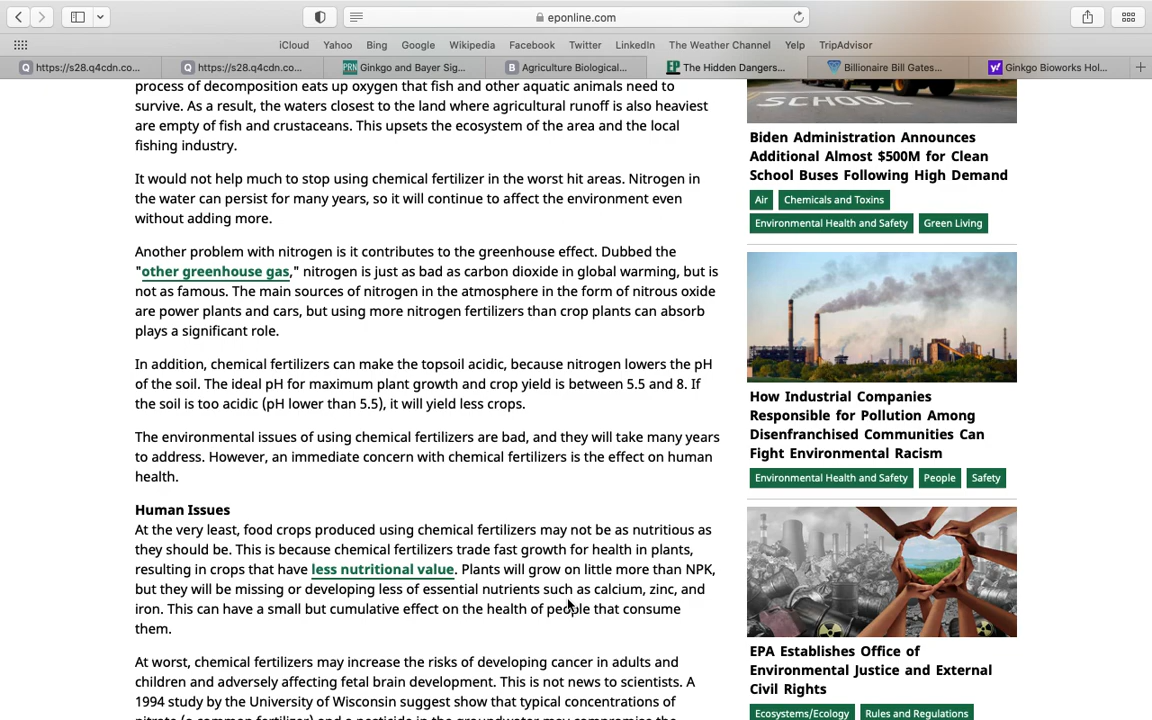 eponline.com
iCloud Yahoo Bing Google Wikipedia Facebook Twitter LinkedIn The Weather Channel Yelp TripAdvisor
https://s28.q4cdn.co... https://s28.q4cdn.co... PRN Ginkgo and Bayer Sig... B Agriculture Biological... EP The Hidden Dangers... Billionaire Bill Gates... y! Ginkgo Bioworks Hol...
process of decomposition eats up oxygen that fish and other aquatic animals need to
survive. As a result, the waters closest to the land where agricultural runoff is also heaviest
are empty of fish and crustaceans. This upsets the ecosystem of the area and the local
fishing industry.
It would not help much to stop using chemical fertilizer in the worst hit areas. Nitrogen in
the water can persist for many years, so it will continue to affect the environment even
without adding more.
Another problem with nitrogen is it contributes to the greenhouse effect. Dubbed the
"other greenhouse gas," nitrogen is just as bad as carbon dioxide in global warming, but is
not as famous. The main sources of nitrogen in the atmosphere in the form of nitrous oxide
are power plants and cars, but using more nitrogen fertilizers than crop plants can absorb
plays a significant role.
In addition, chemical fertilizers can make the topsoil acidic, because nitrogen lowers the pH
of the soil. The ideal pH for maximum plant growth and crop yield is between 5.5 and 8. If
the soil is too acidic (pH lower than 5.5), it will yield less crops.
The environmental issues of using chemical fertilizers are bad, and they will take many years
to address. However, an immediate concern with chemical fertilizers is the effect on human
health.
Human Issues
At the very least, food crops produced using chemical fertilizers may not be as nutritious as
they should be. This is because chemical fertilizers trade fast growth for health in plants,
resulting in crops that have less nutritional value. Plants will grow on little more than NPK,
but they will be missing or developing less of essential nutrients such as calcium, zinc, and
iron. This can have a small but cumulative effect on the health of people that consume
them.
At worst, chemical fertilizers may increase the risks of developing cancer in adults and
children and adversely affecting fetal brain development. This is not news to scientists. A
1994 study by the University of Wisconsin suggest show that typical concentrations of
nitrate (a common fertilizer) and a pesticide in the groundwater may compromise the
SCHOOL
Biden Administration Announces
Additional Almost $500M for Clean
School Buses Following High Demand
Air Chemicals and Toxins
Environmental Health and Safety Green Living
How Industrial Companies
Responsible for Pollution Among
Disenfranchised Communities Can
Fight Environmental Racism
Environmental Health and Safety People Safety
EPA Establishes Office of
Environmental Justice and External
Civil Rights
Ecosystems/Ecology Rules and Regulations